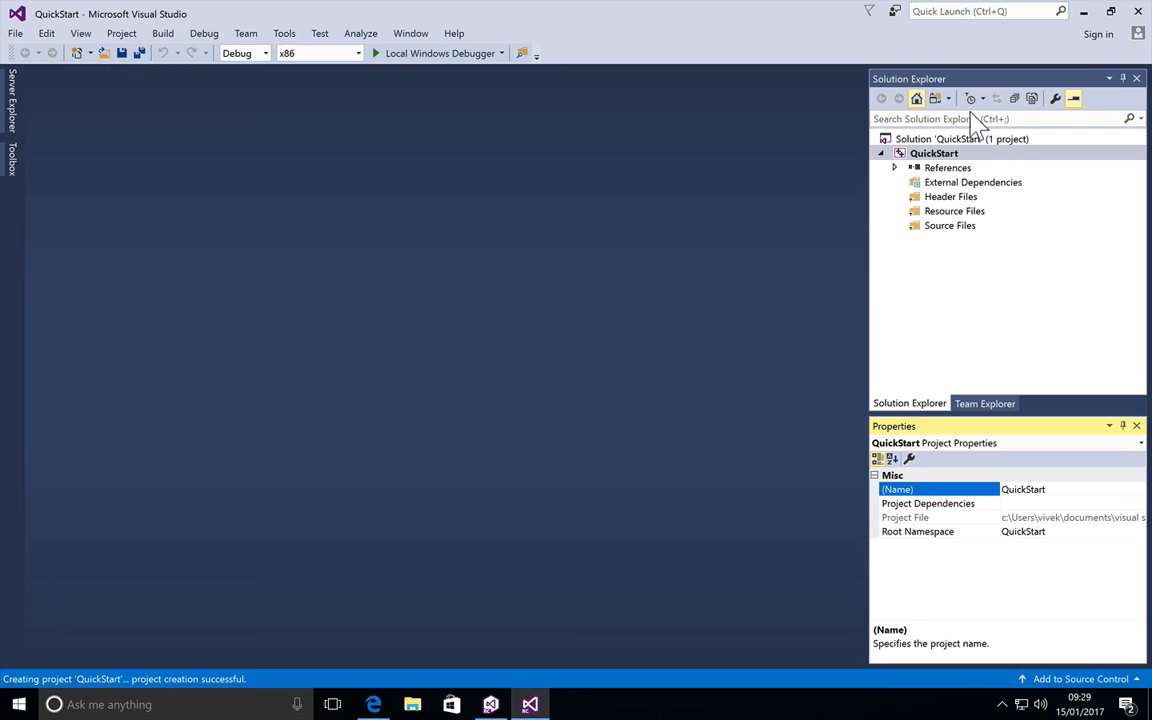 QuickStart - Microsoft Visual Studio
Quick Launch (Ctrl+Q)
File Edit View Project Build Debug Team Tools Test Analyze Window Help
Sign in
Debug x86 Local Windows Debugger
Server Explorer
Toolbox
Solution Explorer
Search Solution Explorer (Ctrl+;)
Solution 'QuickStart' (1 project)
QuickStart
References
External Dependencies
Header Files
Resource Files
Source Files
Solution Explorer Team Explorer
Properties
QuickStart Project Properties
Misc
(Name) QuickStart
Project Dependencies
Project File c:\Users\vivek\documents\visual s
Root Namespace QuickStart
(Name)
Specifies the project name.
Creating project 'QuickStart'... project creation successful.
Add to Source Control
Ask me anything
RC
RC
09:29
15/01/2017
2